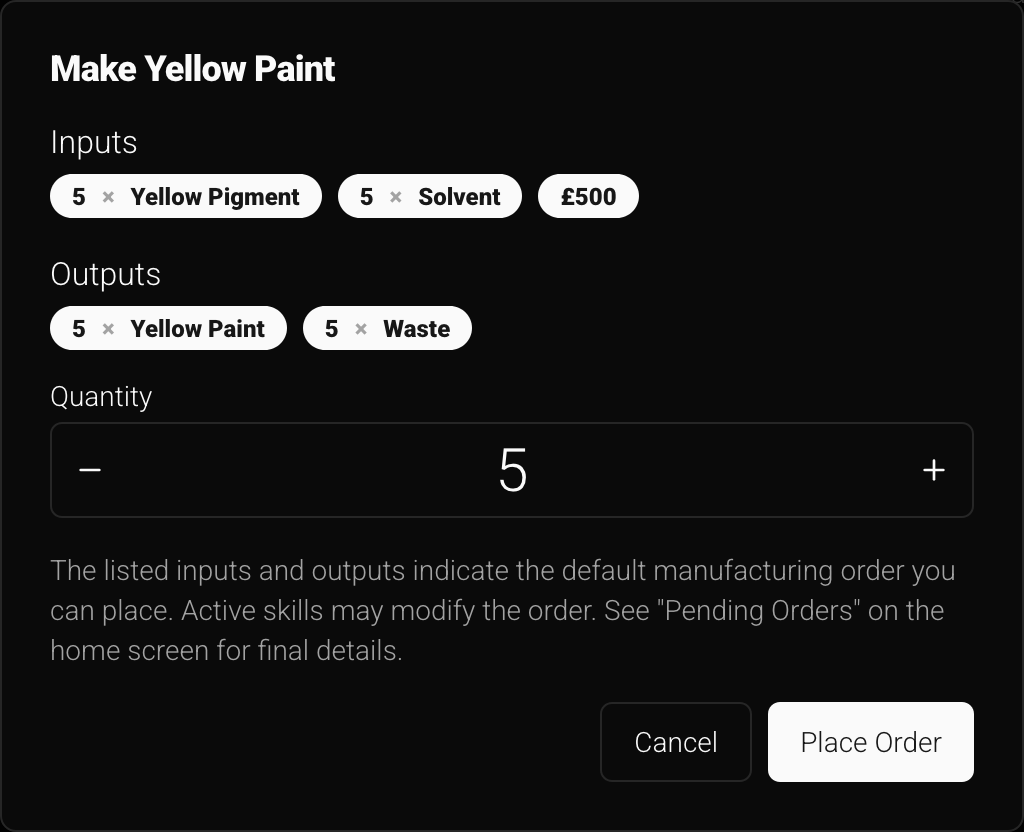 Make Yellow Paint
Inputs
5 × Yellow Pigment 5 × Solvent £500
Outputs
5 × Yellow Paint 5 × Waste
Quantity
− 5 +
The listed inputs and outputs indicate the default manufacturing order you
can place. Active skills may modify the order. See "Pending Orders" on the
home screen for final details.
Cancel Place Order